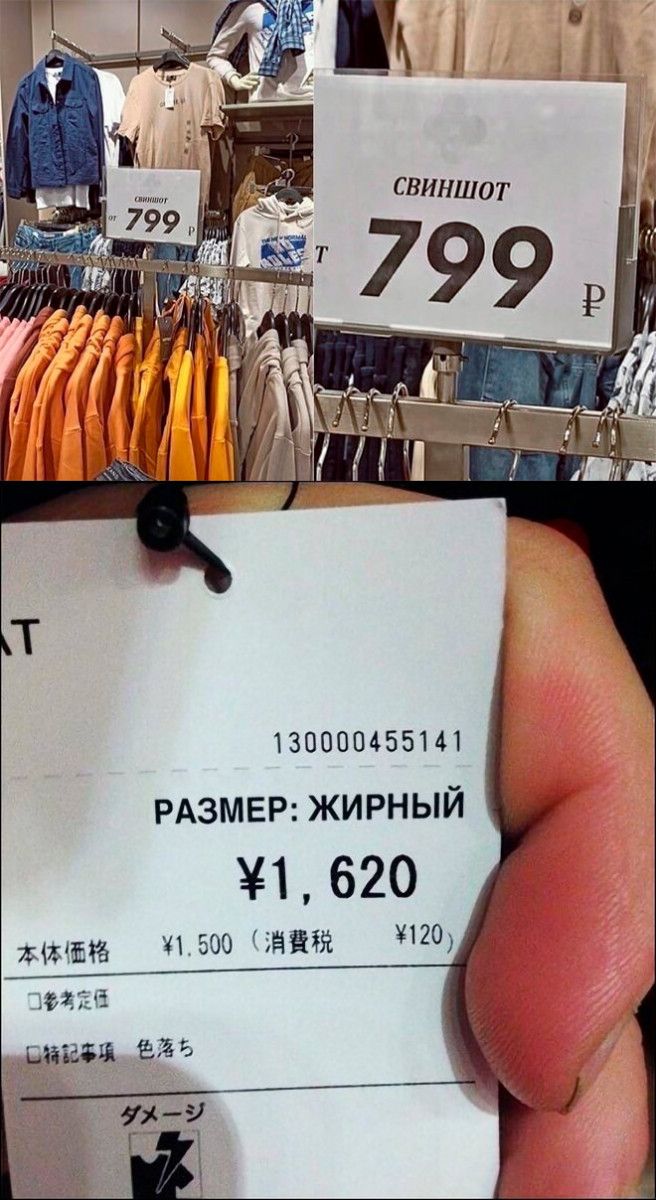 СВИНШОТ
от 799 ₽
СВИНШОТ
Т 799 ₽
АТ
130000455141
РАЗМЕР: ЖИРНЫЙ
¥1,620
本体価格 ¥1,500 (消費税 ¥120)
□参考定価
□特記事項 色落ち
ダメージ